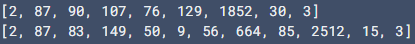 [2, 87, 90, 107, 76, 129, 1852, 30, 3]
[2, 87, 83, 149, 50, 9, 56, 664, 85, 2512, 15, 3]